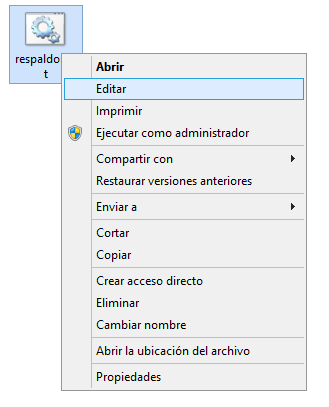 respaldo
t
Abrir
Editar
Imprimir
Ejecutar como administrador
Compartir con
Restaurar versiones anteriores
Enviar a
Cortar
Copiar
Crear acceso directo
Eliminar
Cambiar nombre
Abrir la ubicación del archivo
Propiedades